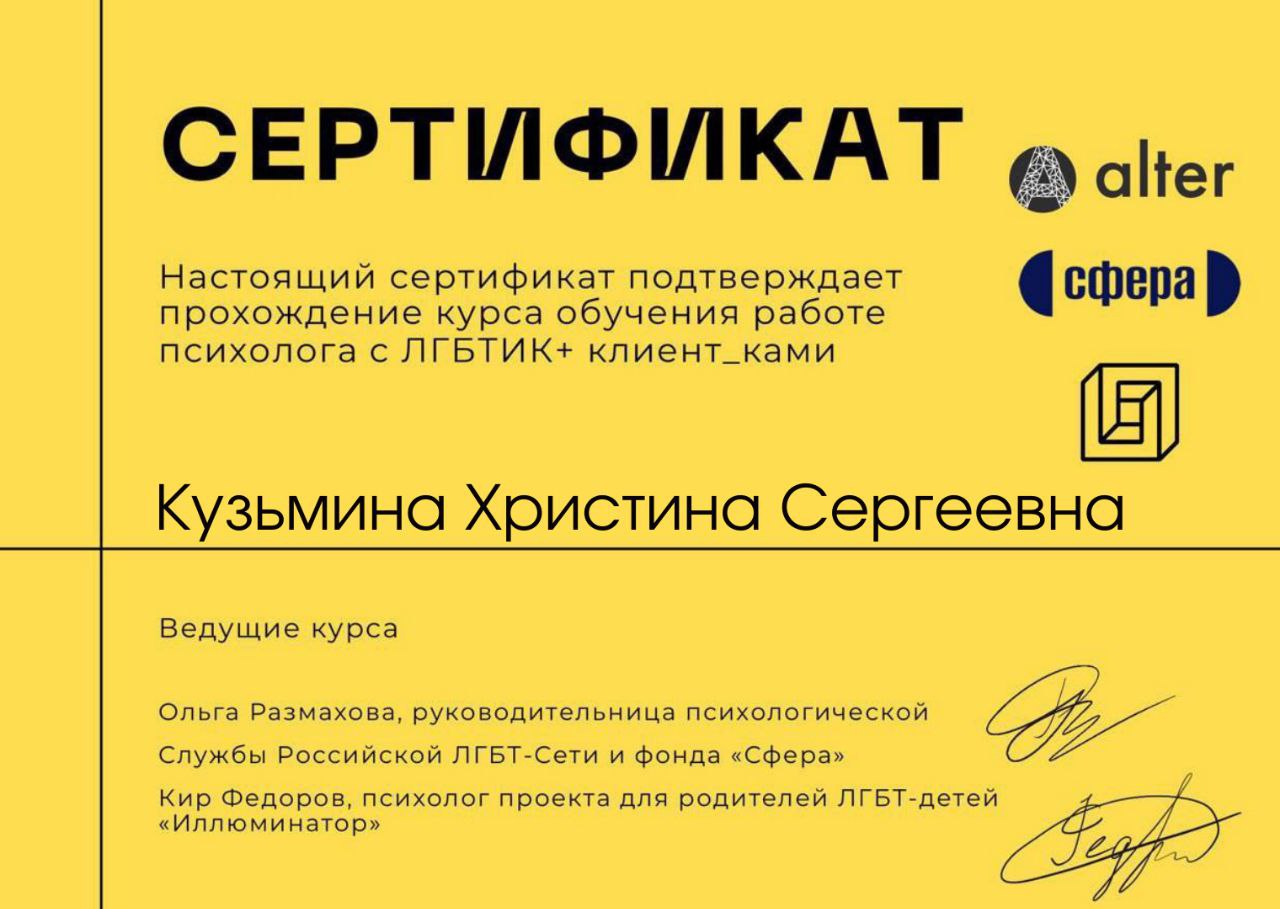 СЕРТИФИКАТ
alter
сфера
Настоящий сертификат подтверждает
прохождение курса обучения работе
психолога с ЛГБТИК+ клиент_ками
Кузьмина Христина Сергеевна
Ведущие курса
Ольга Размахова, руководительница психологической
Службы Российской ЛГБТ-Сети и фонда «Сфера»
Кир Федоров, психолог проекта для родителей ЛГБТ-детей
«Иллюминатор»